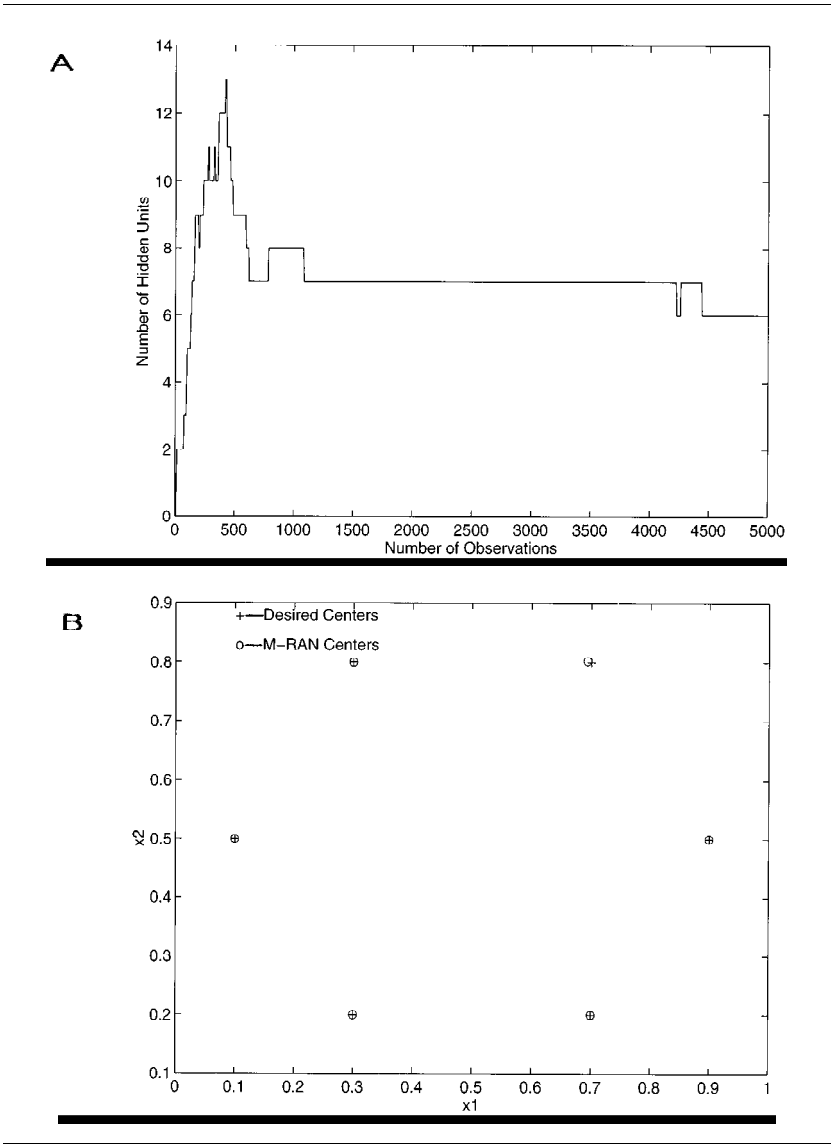 A
14
12
10
8
6
4
2
0
Number of Hidden Units
0 500 1000 1500 2000 2500 3000 3500 4000 4500 5000
Number of Observations
B
+—Desired Centers
o—M-RAN Centers
0.9
0.8
0.7
0.6
0.5
0.4
0.3
0.2
0.1
x2
0 0.1 0.2 0.3 0.4 0.5 0.6 0.7 0.8 0.9 1
x1